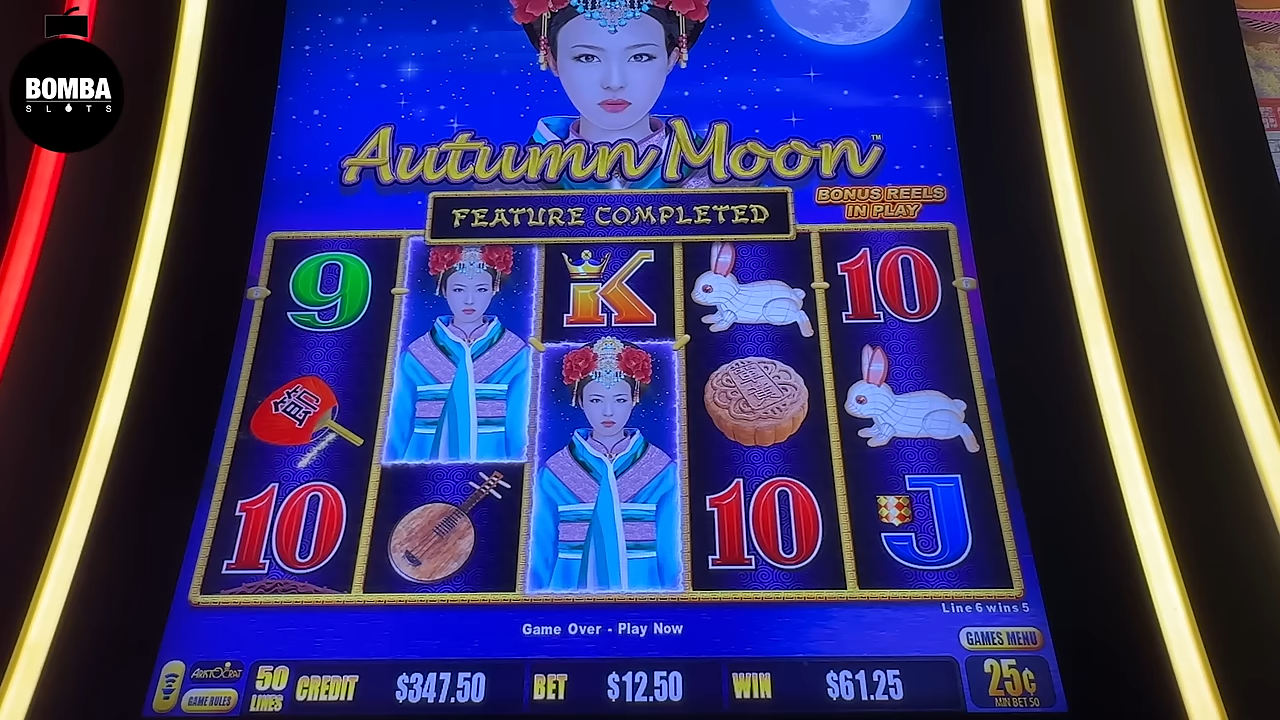 BOMBA
SLOTS
Autumn Moon™
BONUS REELS
IN PLAY
FEATURE COMPLETED
9
K
10
10
10
J
Line 6 wins 5
Game Over - Play Now
GAMES MENU
ARISTOCRAT
GAME RULES
50
LINES
CREDIT
$347.50
BET
$12.50
WIN
$61.25
25¢
MIN BET 50